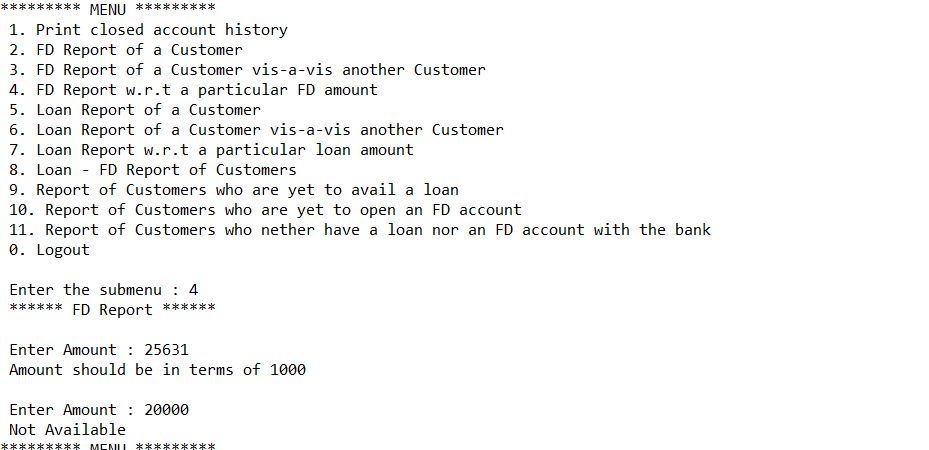 ********* MENU *********
1. Print closed account history
2. FD Report of a Customer
3. FD Report of a Customer vis-a-vis another Customer
4. FD Report w.r.t a particular FD amount
5. Loan Report of a Customer
6. Loan Report of a Customer vis-a-vis another Customer
7. Loan Report w.r.t a particular loan amount
8. Loan - FD Report of Customers
9. Report of Customers who are yet to avail a loan
10. Report of Customers who are yet to open an FD account
11. Report of Customers who nether have a loan nor an FD account with the bank
0. Logout
Enter the submenu : 4
****** FD Report ******
Enter Amount : 25631
Amount should be in terms of 1000
Enter Amount : 20000
Not Available
********* MENU *********